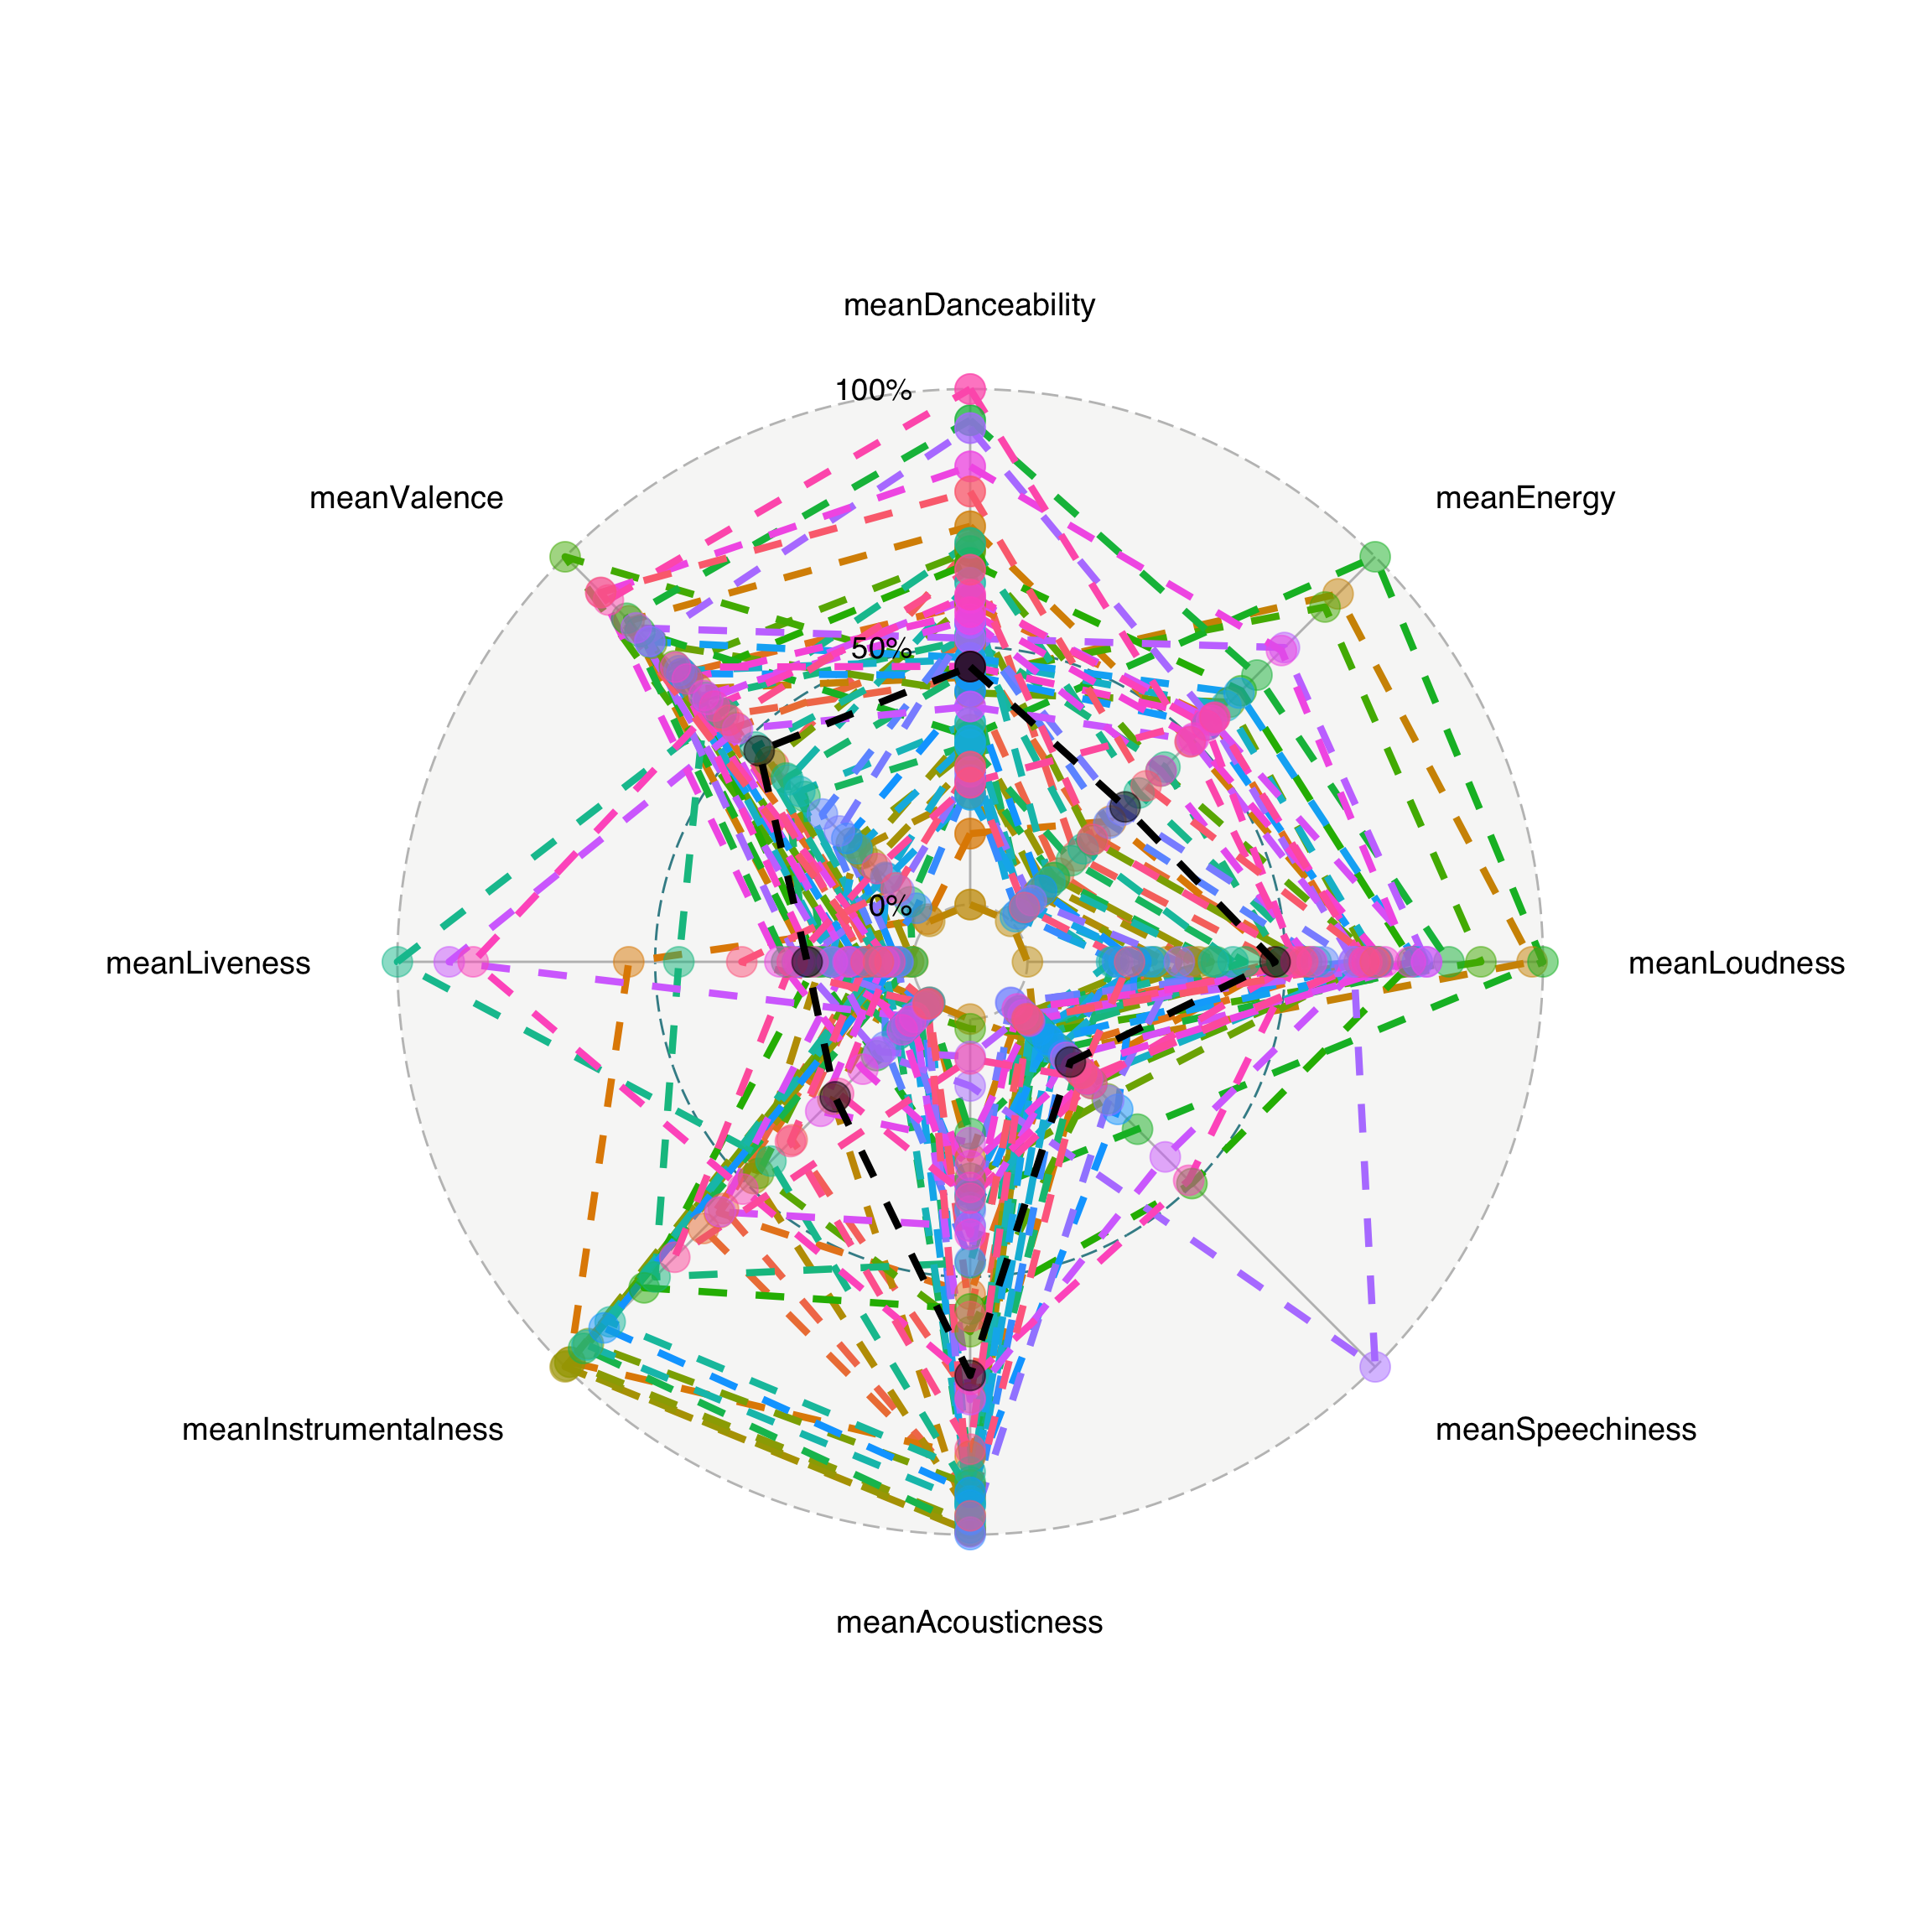 meanDanceability
100%
meanEnergy
meanValence
50%
0%
meanLiveness
meanLoudness
meanInstrumentalness
meanSpeechiness
meanAcousticness